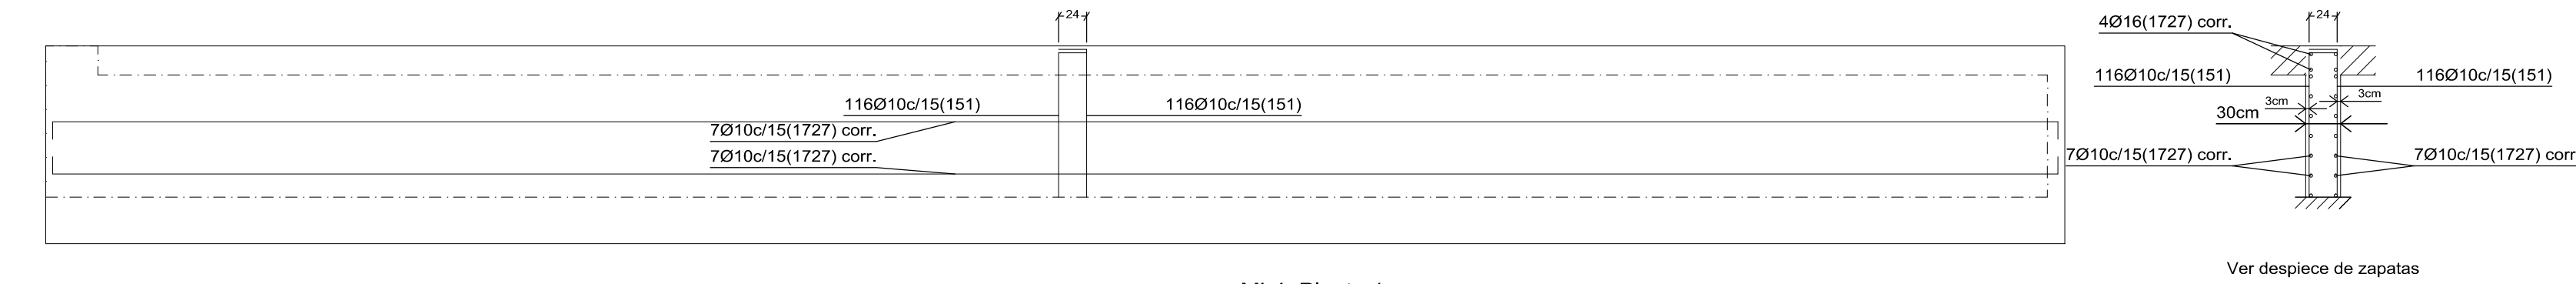 24
116Ø10c/15(151)
116Ø10c/15(151)
7Ø10c/15(1727) corr.
7Ø10c/15(1727) corr.
4Ø16(1727) corr.
24
116Ø10c/15(151)
116Ø10c/15(151)
3cm
3cm
30cm
7Ø10c/15(1727) corr.
7Ø10c/15(1727) corr
Ver despiece de zapatas